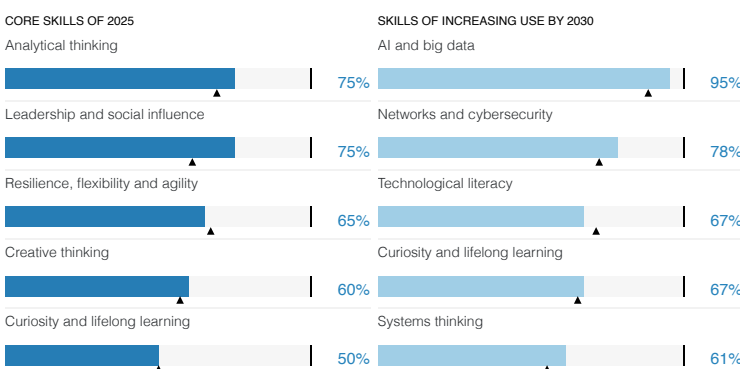 CORE SKILLS OF 2025
Analytical thinking
75%
Leadership and social influence
75%
Resilience, flexibility and agility
65%
Creative thinking
60%
Curiosity and lifelong learning
50%
SKILLS OF INCREASING USE BY 2030
AI and big data
95%
Networks and cybersecurity
78%
Technological literacy
67%
Curiosity and lifelong learning
67%
Systems thinking
61%